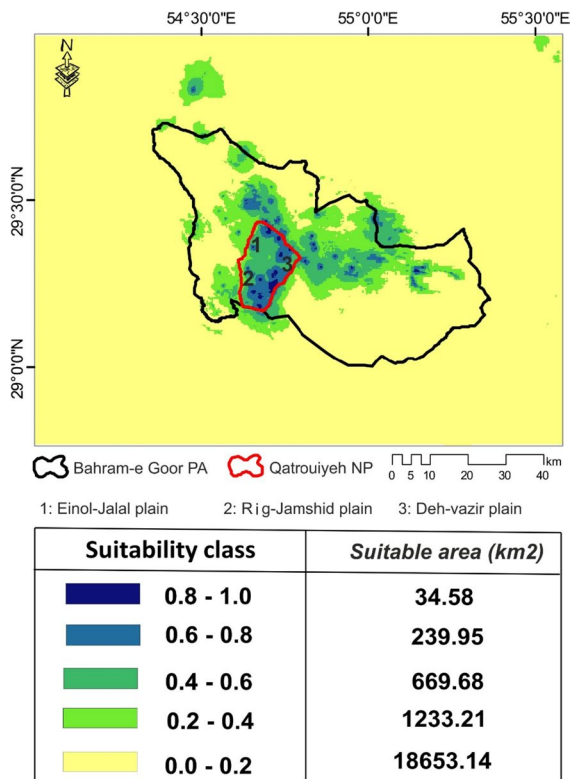 54°30'0"E 55°00'E 55°30'0"E
N
29°30'0"N
1
3
2
29°0'0"N
Bahram-e Goor PA Qatrouiyeh NP km
0 5 10 20 30 40
1: Einol-Jalal plain 2: Rig-Jamshid plain 3: Deh-vazir plain
Suitability class Suitable area (km2)
0.8 - 1.0 34.58
0.6 - 0.8 239.95
0.4 - 0.6 669.68
0.2 - 0.4 1233.21
0.0 - 0.2 18653.14